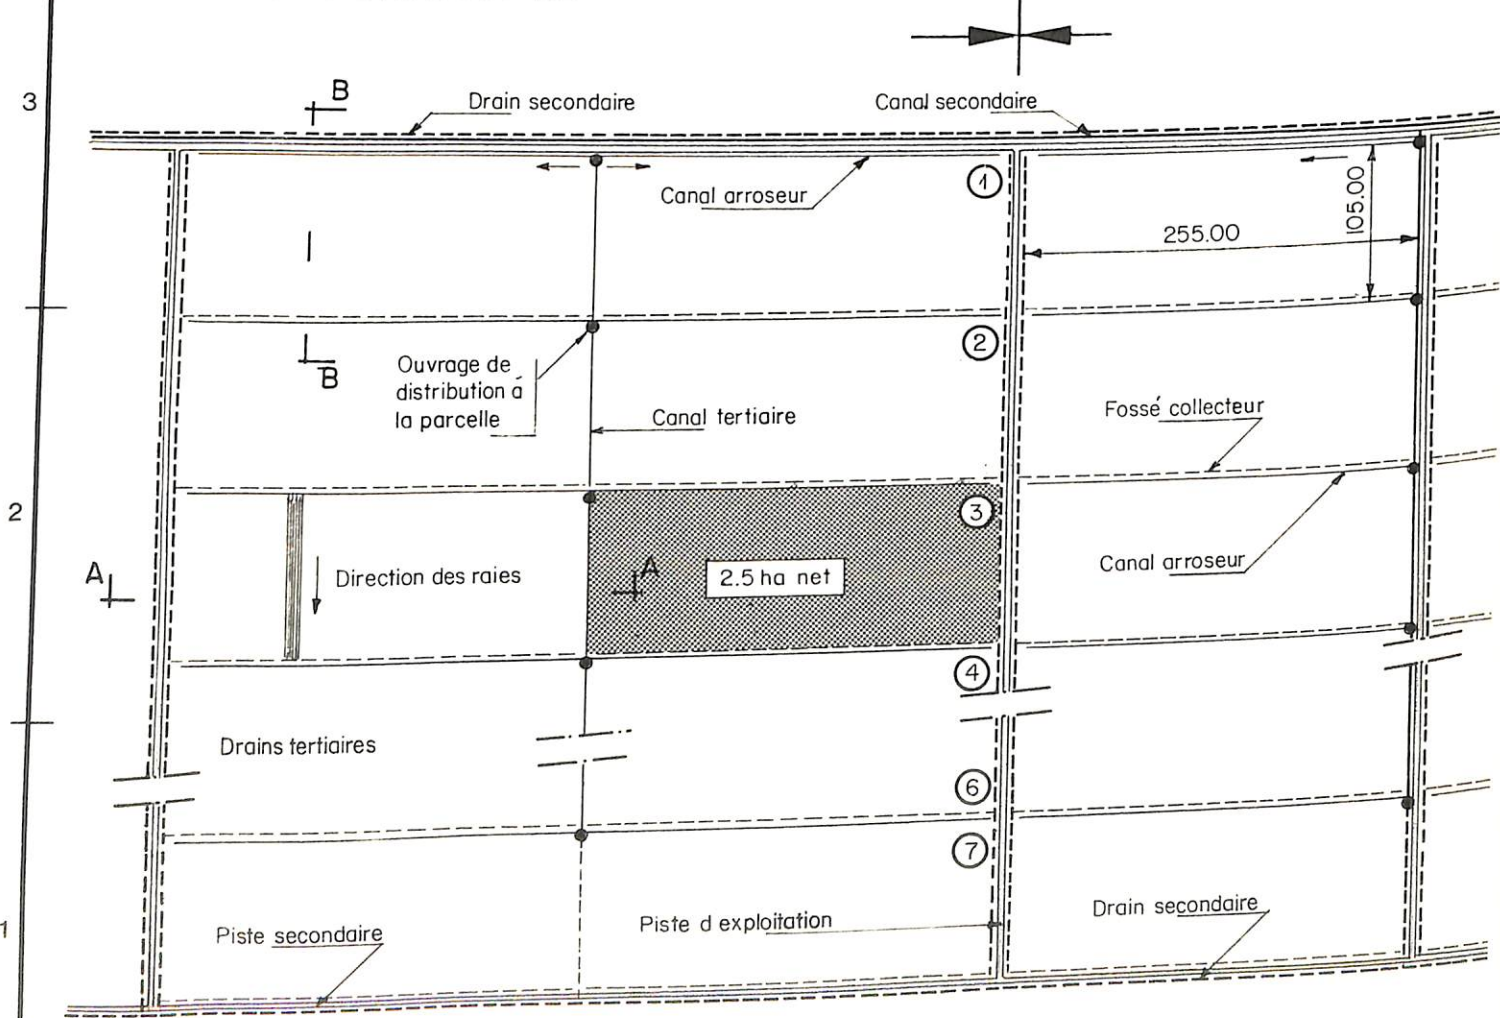 3
B
Drain secondaire
Canal secondaire
1
Canal arroseur
105.00
255.00
2
B
Ouvrage de
distribution á
la parcelle
Canal tertiaire
Fossé collecteur
2
3
A
Direction des raies
A
2.5 ha net
Canal arroseur
4
Drains tertiaires
6
7
1
Piste secondaire
Piste d exploitation
Drain secondaire